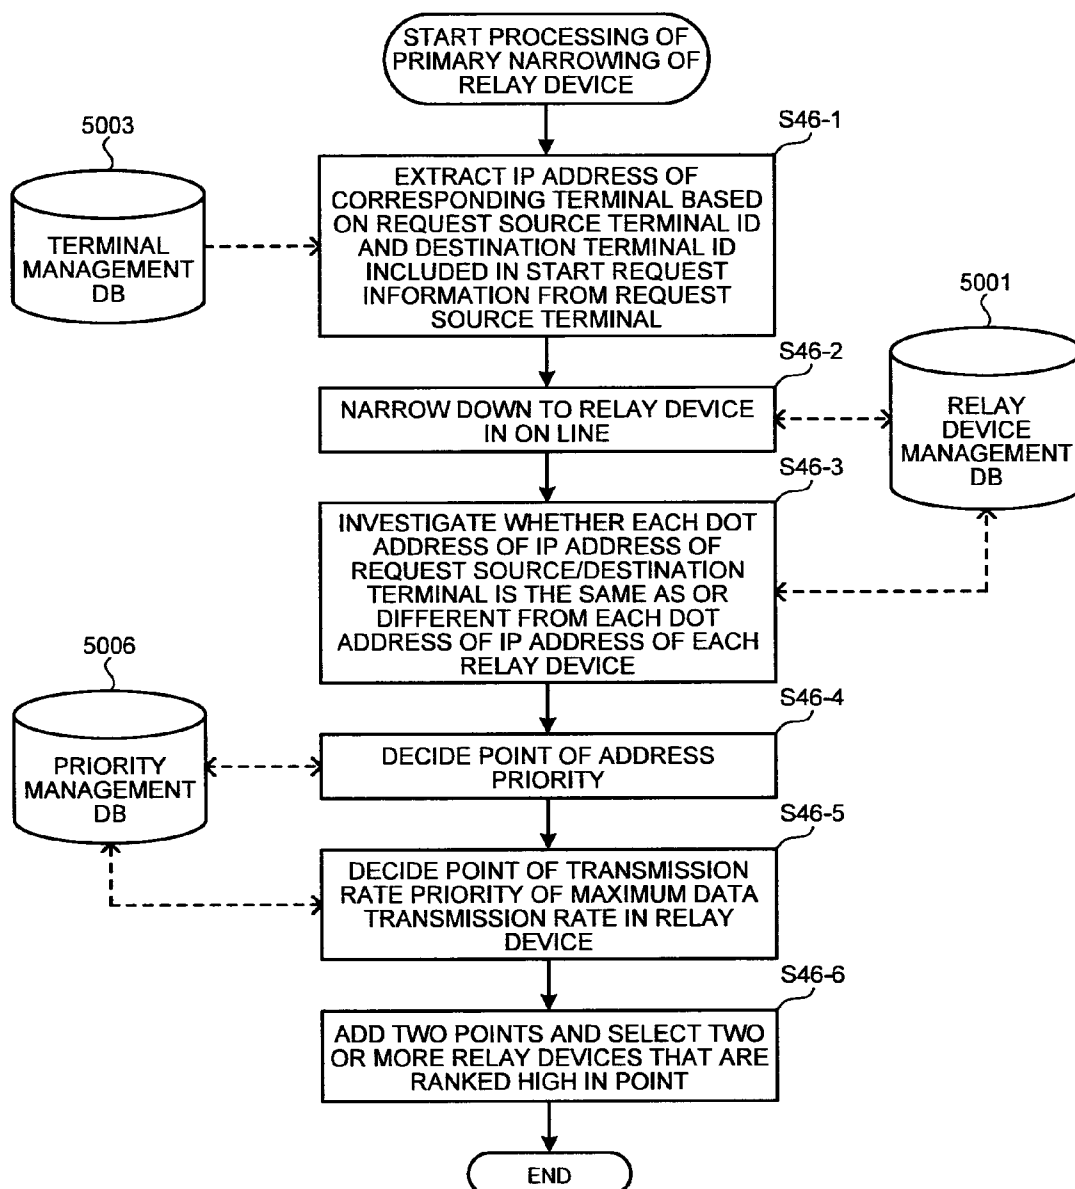 START PROCESSING OF
PRIMARY NARROWING OF
RELAY DEVICE
5003
S46-1
TERMINAL
MANAGEMENT
DB
EXTRACT IP ADDRESS OF
CORRESPONDING TERMINAL BASED
ON REQUEST SOURCE TERMINAL ID
AND DESTINATION TERMINAL ID
INCLUDED IN START REQUEST
INFORMATION FROM REQUEST
SOURCE TERMINAL
5001
S46-2
NARROW DOWN TO RELAY DEVICE
IN ON LINE
RELAY
DEVICE
MANAGEMENT
DB
S46-3
INVESTIGATE WHETHER EACH DOT
ADDRESS OF IP ADDRESS OF
REQUEST SOURCE/DESTINATION
TERMINAL IS THE SAME AS OR
DIFFERENT FROM EACH DOT
ADDRESS OF IP ADDRESS OF EACH
RELAY DEVICE
5006
S46-4
PRIORITY
MANAGEMENT
DB
DECIDE POINT OF ADDRESS
PRIORITY
S46-5
DECIDE POINT OF TRANSMISSION
RATE PRIORITY OF MAXIMUM DATA
TRANSMISSION RATE IN RELAY
DEVICE
S46-6
ADD TWO POINTS AND SELECT TWO
OR MORE RELAY DEVICES THAT ARE
RANKED HIGH IN POINT
END